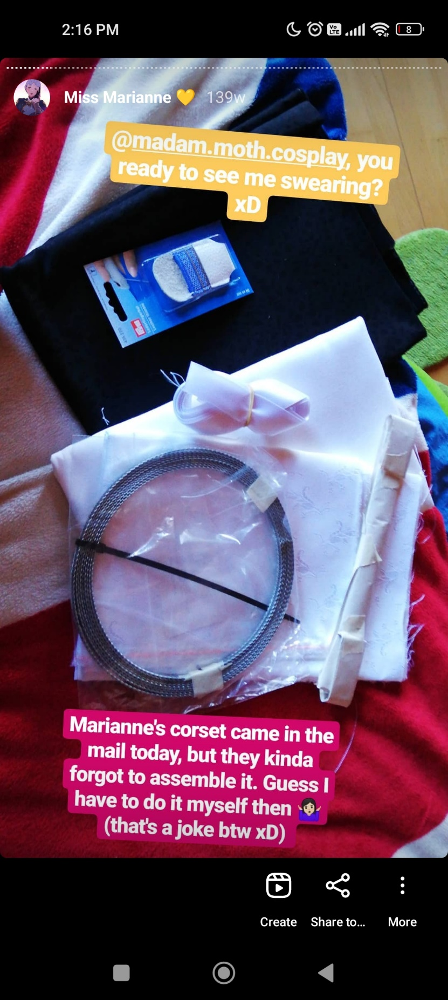 2:16 PM
Vo
LTE
8
Miss Marianne 💛 139w
@madam.moth.cosplay, you
ready to see me swearing?
xD
Marianne's corset came in the
mail today, but they kinda
forgot to assemble it. Guess I
have to do it myself then 🤷🏻‍♀️
(that's a joke btw xD)
Create Share to... More